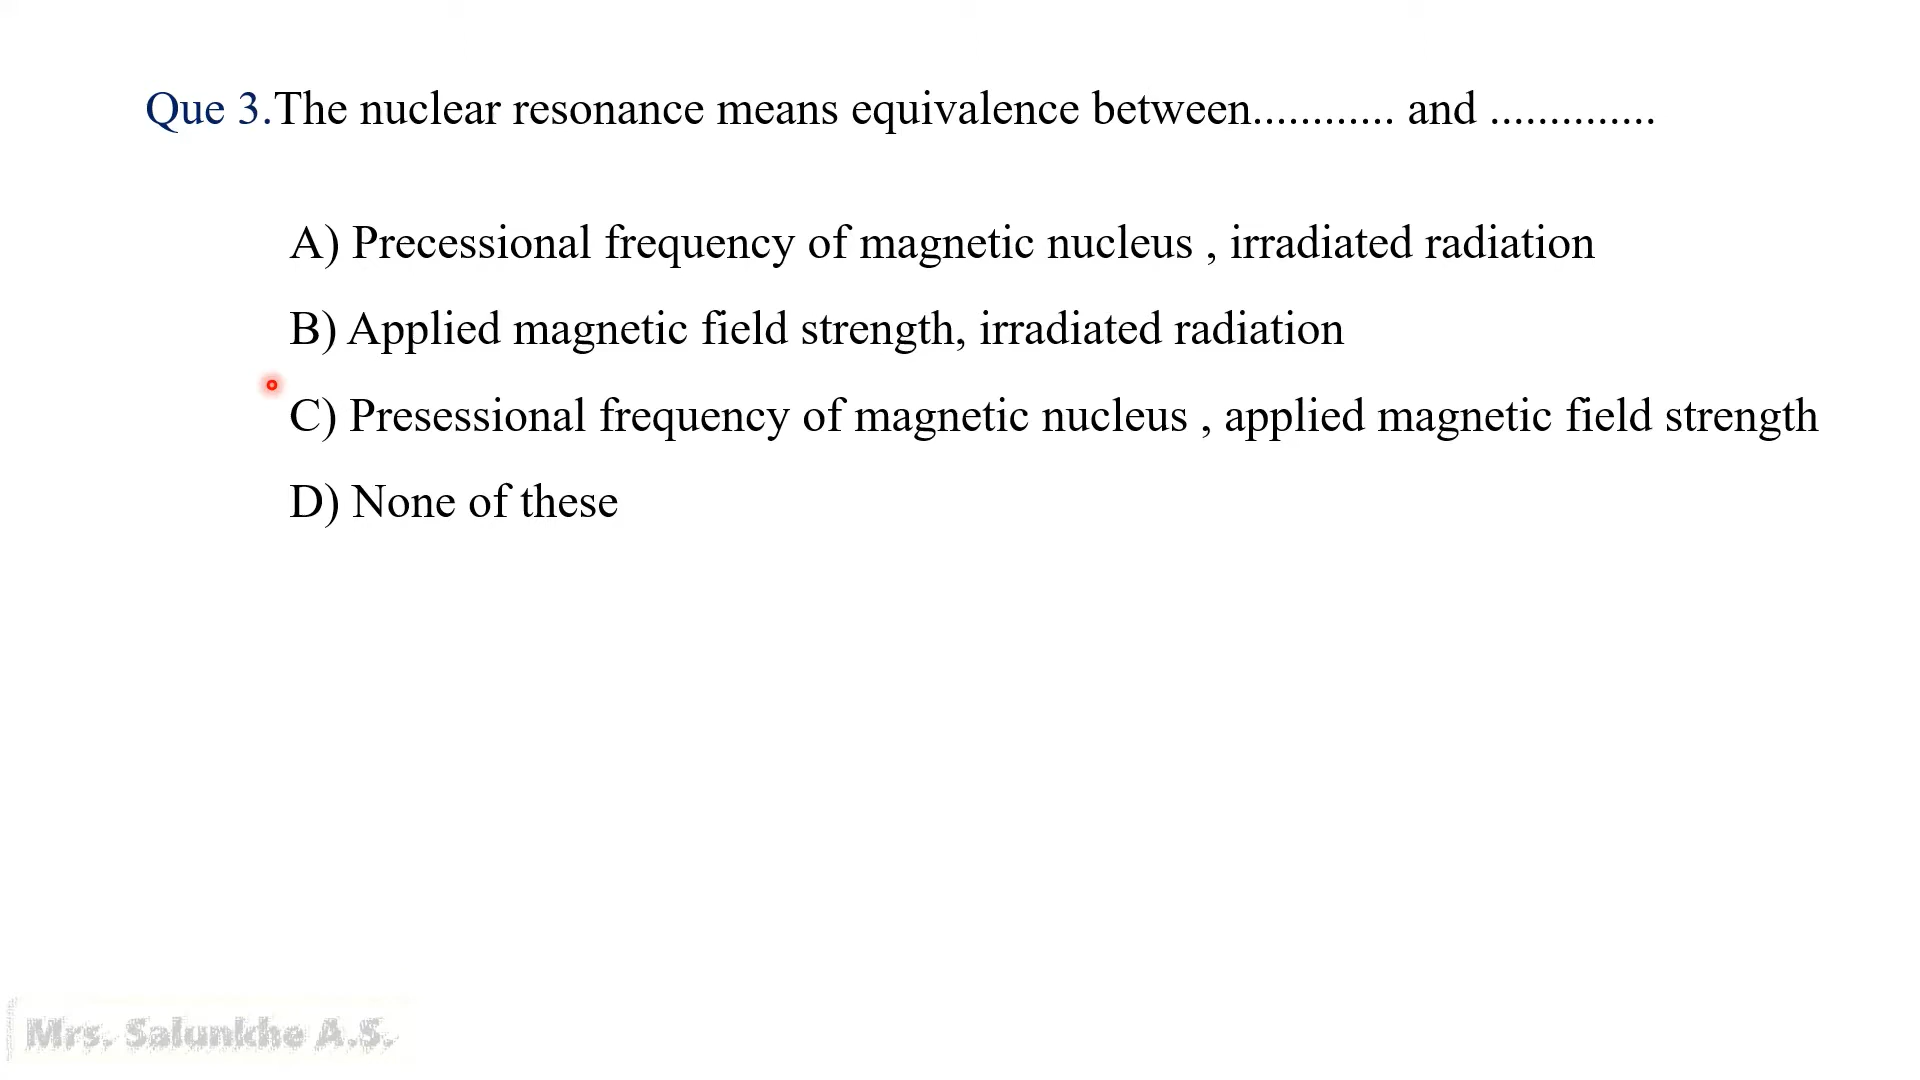 Que 3.The nuclear resonance means equivalence between............ and ..............
A) Precessional frequency of magnetic nucleus , irradiated radiation
B) Applied magnetic field strength, irradiated radiation
C) Presessional frequency of magnetic nucleus , applied magnetic field strength
D) None of these
Mrs. Salunkhe A.S.